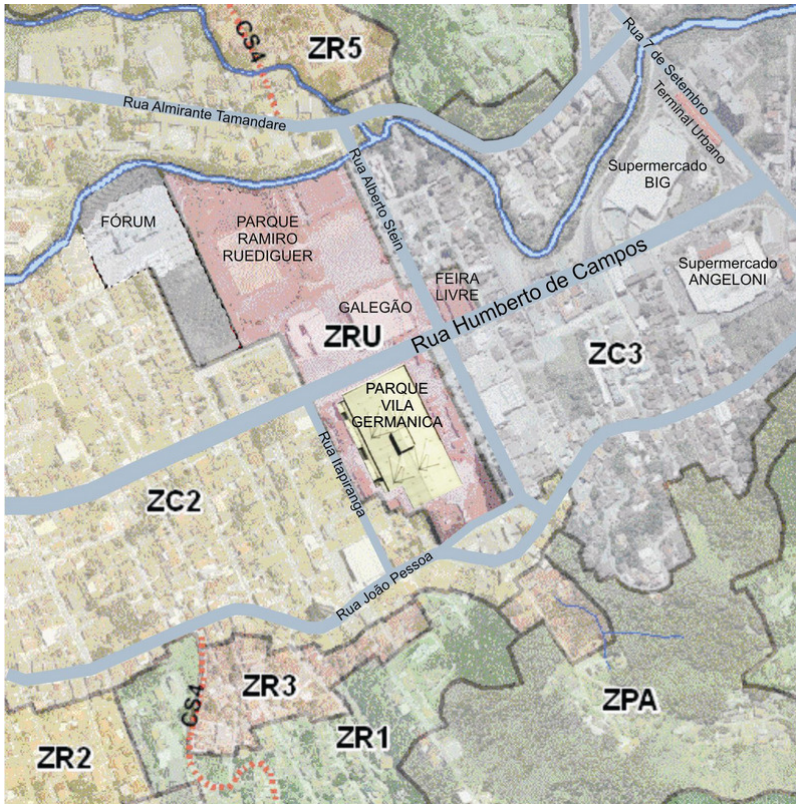 CS4
ZR5
Rua 7 de Setembro
Terminal Urbano
Rua Almirante Tamandare
Rua Alberto Stein
Supermercado
BIG
FÓRUM
PARQUE
RAMIRO
RUEDIGUER
FEIRA
LIVRE
Supermercado
ANGELONI
GALEGÃO
Rua Humberto de Campos
ZRU
ZC3
PARQUE
VILA
GERMANICA
Rua Itapiranga
ZC2
Rua João Pessoa
CS4
ZR3
ZPA
ZR1
ZR2